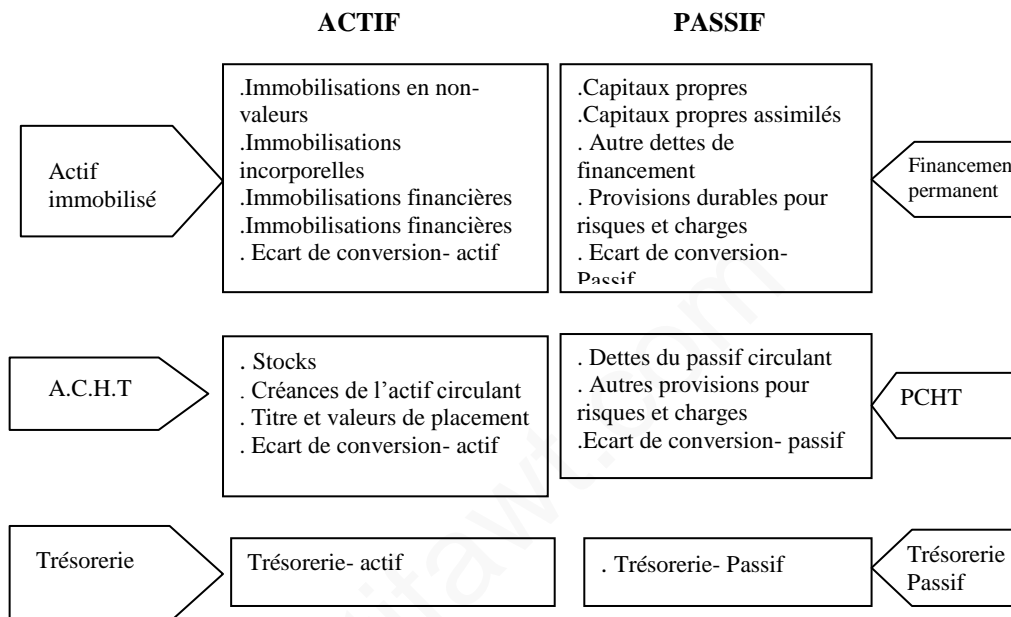 ACTIF
PASSIF
Actif
immobilisé
.Immobilisations en non-
valeurs
.Immobilisations
incorporelles
.Immobilisations financières
.Immobilisations financières
. Ecart de conversion- actif
.Capitaux propres
.Capitaux propres assimilés
. Autre dettes de
financement
. Provisions durables pour
risques et charges
. Ecart de conversion-
Passif
Financemen
permanent
A.C.H.T
. Stocks
. Créances de l'actif circulant
. Titre et valeurs de placement
. Ecart de conversion- actif
. Dettes du passif circulant
. Autres provisions pour
risques et charges
.Ecart de conversion- passif
PCHT
Trésorerie
Trésorerie- actif
. Trésorerie- Passif
Trésorerie
Passif